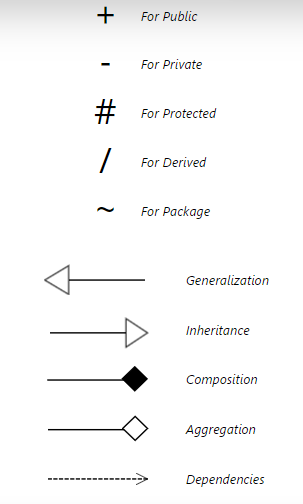 + For Public
- For Private
# For Protected
/ For Derived
~ For Package
Generalization
Inheritance
Composition
Aggregation
Dependencies